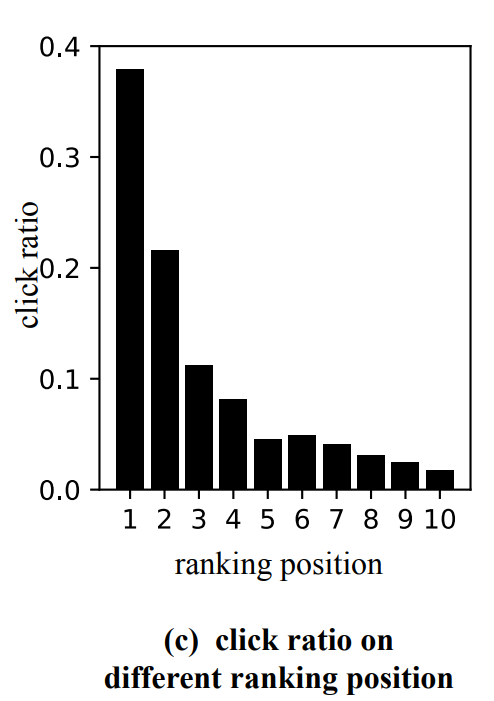 0.4
0.3
0.2
0.1
0.0
click ratio
1 2 3 4 5 6 7 8 9 10
ranking position
(c) click ratio on
different ranking position